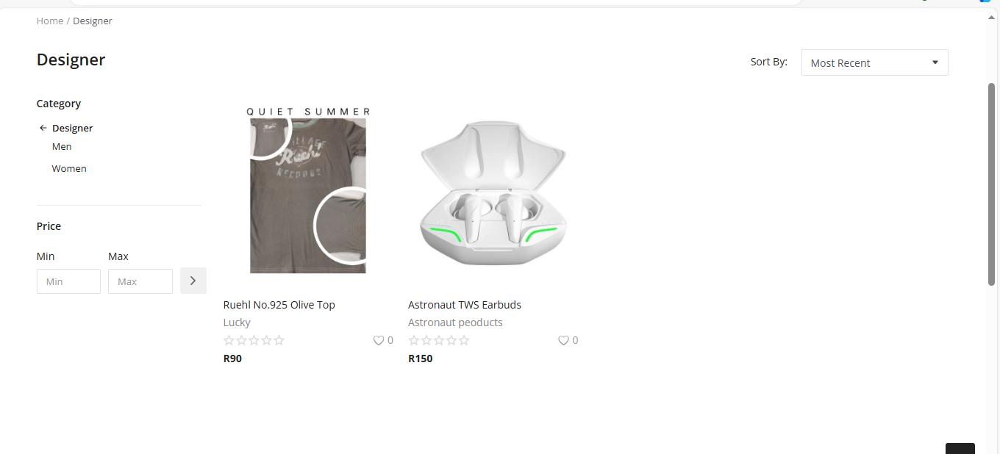 Home / Designer
Designer
Sort By:
Most Recent
Category
Designer
Men
Women
Price
Min
Max
Min
Max
QUIET SUMMER
VILLAGE
Ruehl
RECORDS
Ruehl No.925 Olive Top
Lucky
0
R90
Astronaut TWS Earbuds
Astronaut peoducts
0
R150